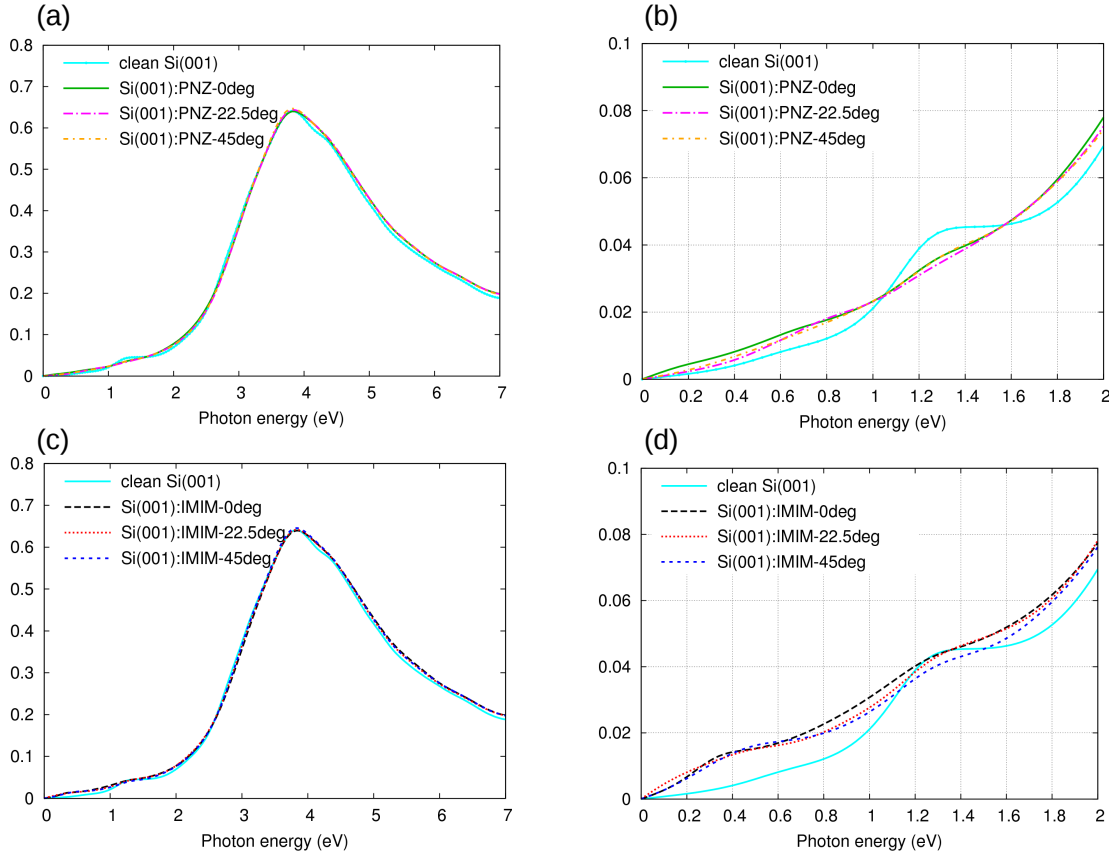 (a)
0.8
0.7
0.6
0.5
0.4
0.3
0.2
0.1
0
clean Si(001)
Si(001):PNZ-0deg
Si(001):PNZ-22.5deg
Si(001):PNZ-45deg
0 1 2 3 4 5 6 7
Photon energy (eV)
(b)
0.1
0.08
0.06
0.04
0.02
0
clean Si(001)
Si(001):PNZ-0deg
Si(001):PNZ-22.5deg
Si(001):PNZ-45deg
0 0.2 0.4 0.6 0.8 1 1.2 1.4 1.6 1.8 2
Photon energy (eV)
(c)
0.8
0.7
0.6
0.5
0.4
0.3
0.2
0.1
0
clean Si(001)
Si(001):IMIM-0deg
Si(001):IMIM-22.5deg
Si(001):IMIM-45deg
0 1 2 3 4 5 6 7
Photon energy (eV)
(d)
0.1
0.08
0.06
0.04
0.02
0
clean Si(001)
Si(001):IMIM-0deg
Si(001):IMIM-22.5deg
Si(001):IMIM-45deg
0 0.2 0.4 0.6 0.8 1 1.2 1.4 1.6 1.8 2
Photon energy (eV)